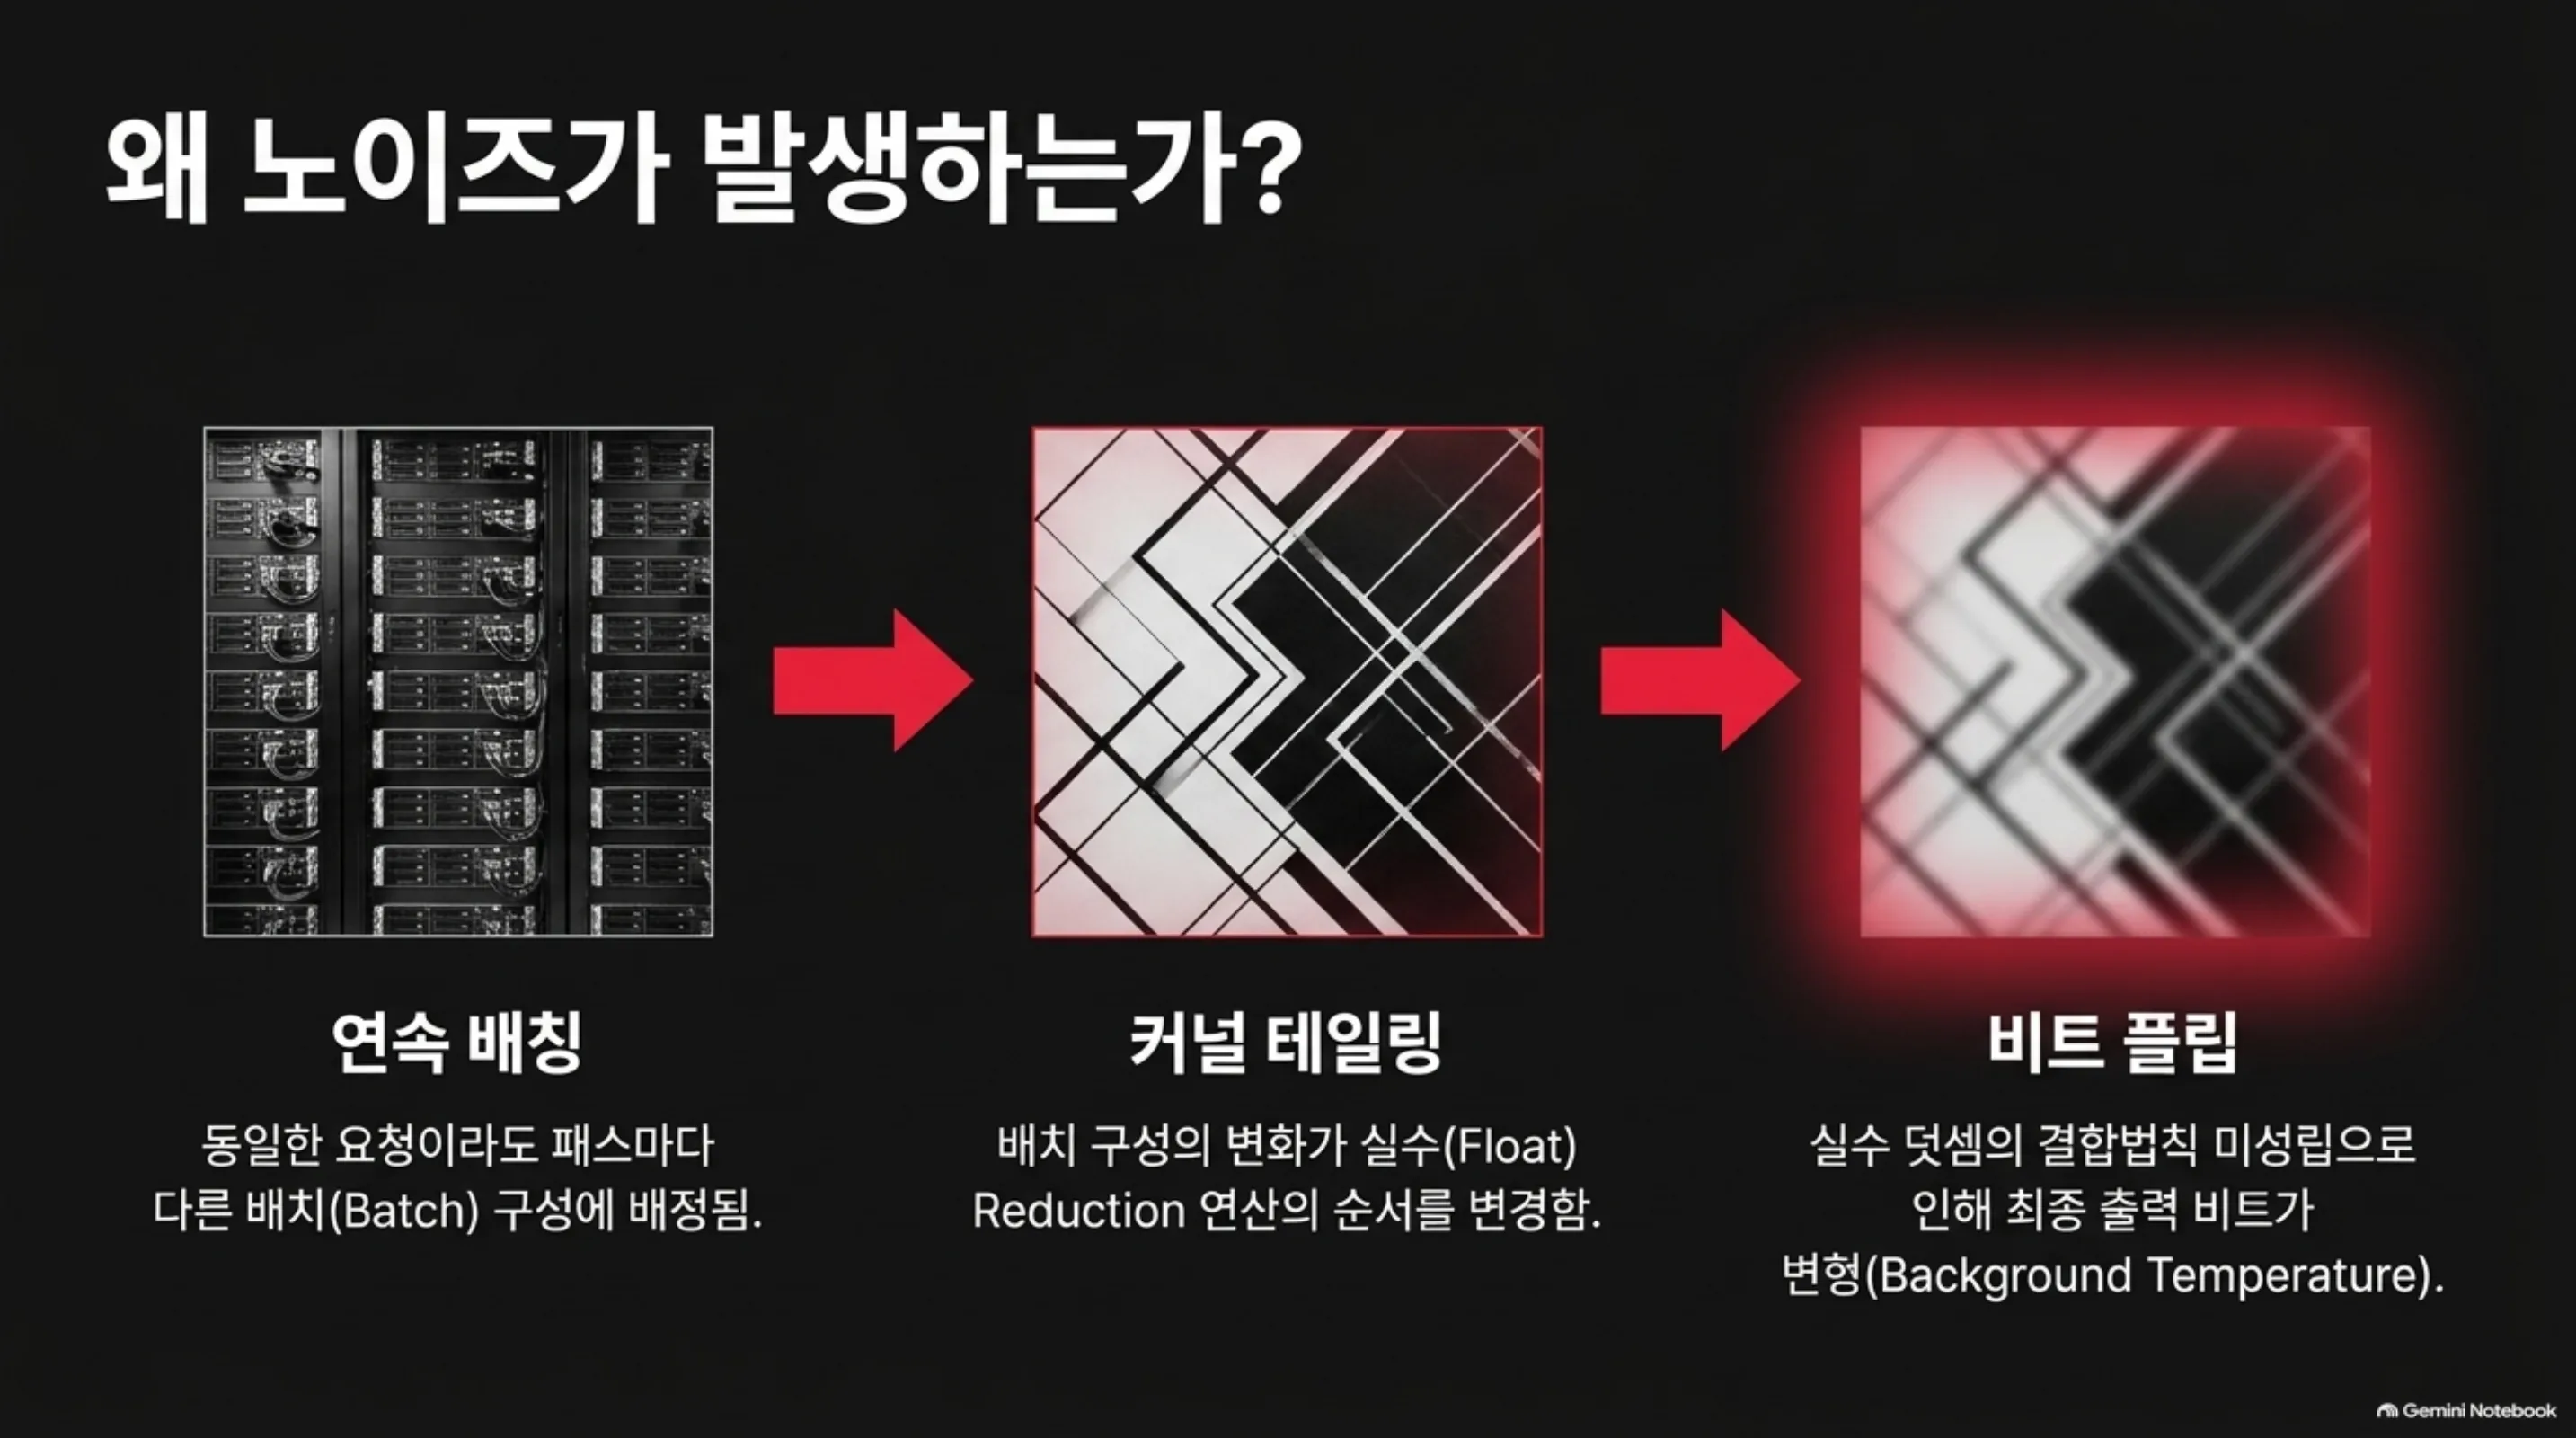 왜 노이즈가 발생하는가?
연속 배칭
동일한 요청이라도 패스마다
다른 배치(Batch) 구성에 배정됨.
커널 테일링
배치 구성의 변화가 실수(Float)
Reduction 연산의 순서를 변경함.
비트 플립
실수 덧셈의 결합법칙 미성립으로
인해 최종 출력 비트가
변형(Background Temperature).
Gemini Notebook